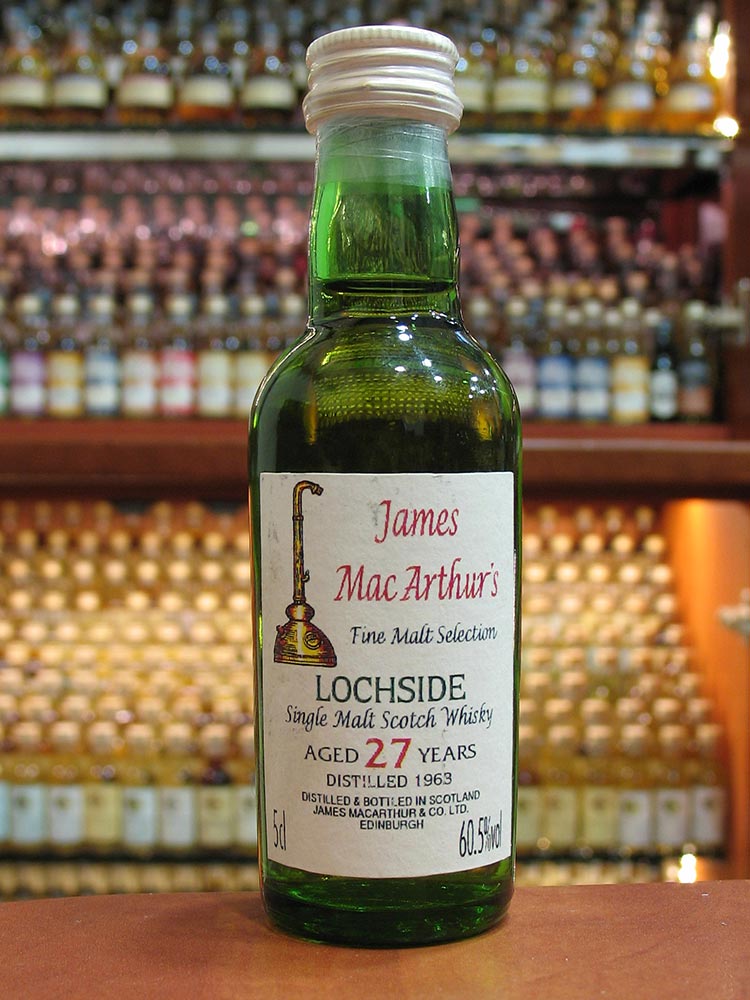 James
MacArthur's
Fine Malt Selection
LOCHSIDE
Single Malt Scotch Whisky
AGED 27 YEARS
DISTILLED 1963
DISTILLED & BOTTLED IN SCOTLAND
JAMES MACARTHUR & CO. LTD.
EDINBURGH
5cl 60.5%vol